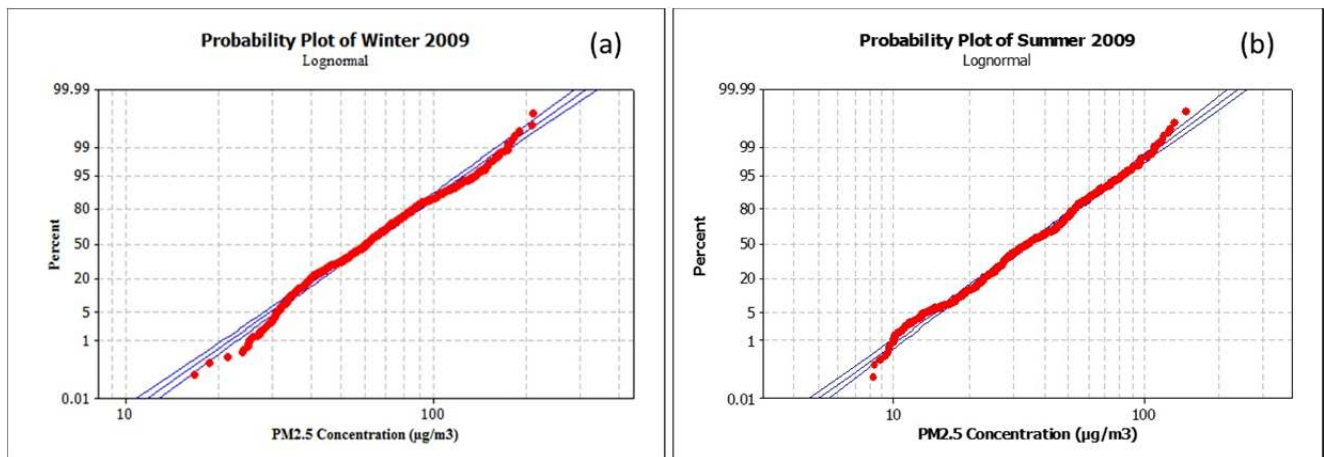 Probability Plot of Winter 2009
(a)
Lognormal
99.99
99
95
80
50
20
5
1
0.01
Percent
10
100
PM2.5 Concentration (µg/m3)
Probability Plot of Summer 2009
(b)
Lognormal
99.99
99
95
80
50
20
5
1
0.01
Percent
10
100
PM2.5 Concentration (µg/m3)